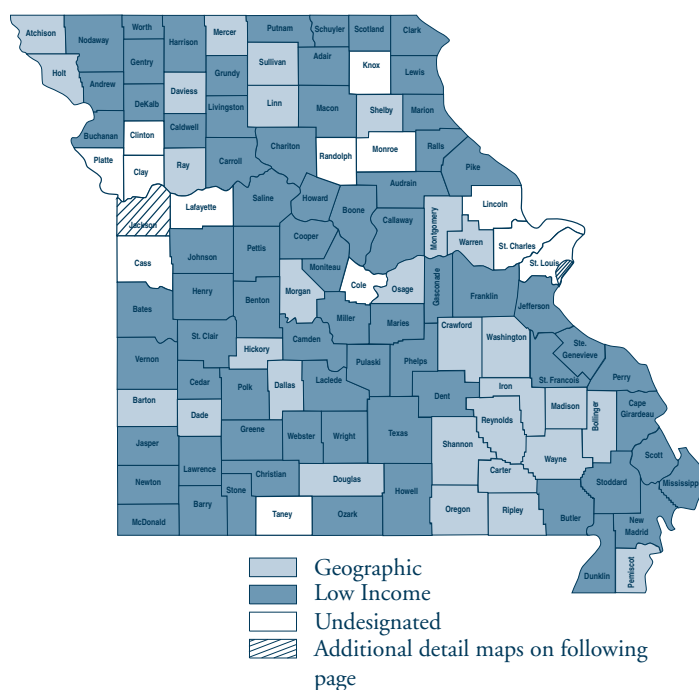 Atchison
Nodaway
Worth
Harrison
Mercer
Putnam
Schuyler
Scotland
Clark
Holt
Andrew
Gentry
Grundy
Sullivan
Adair
Knox
Lewis
DeKalb
Daviess
Livingston
Linn
Macon
Shelby
Marion
Buchanan
Clinton
Caldwell
Chariton
Randolph
Monroe
Ralls
Platte
Clay
Ray
Carroll
Audrain
Pike
Jackson
Lafayette
Saline
Howard
Boone
Callaway
Montgomery
Lincoln
Warren
St. Charles
St. Louis
Cass
Johnson
Pettis
Cooper
Moniteau
Cole
Osage
Gasconade
Franklin
Jefferson
Bates
Henry
Benton
Morgan
Miller
Maries
Crawford
Washington
Ste.
Genevieve
St. Francois
Perry
Vernon
St. Clair
Hickory
Camden
Pulaski
Phelps
Cedar
Polk
Dallas
Laclede
Dent
Iron
Madison
Bollinger
Cape
Girardeau
Barton
Dade
Greene
Webster
Wright
Texas
Shannon
Reynolds
Wayne
Scott
Jasper
Lawrence
Christian
Douglas
Carter
Stoddard
Mississippi
Newton
Barry
Stone
Taney
Ozark
Howell
Oregon
Ripley
Butler
New
Madrid
McDonald
Dunklin
Pemiscot
Geographic
Low Income
Undesignated
Additional detail maps on following
page